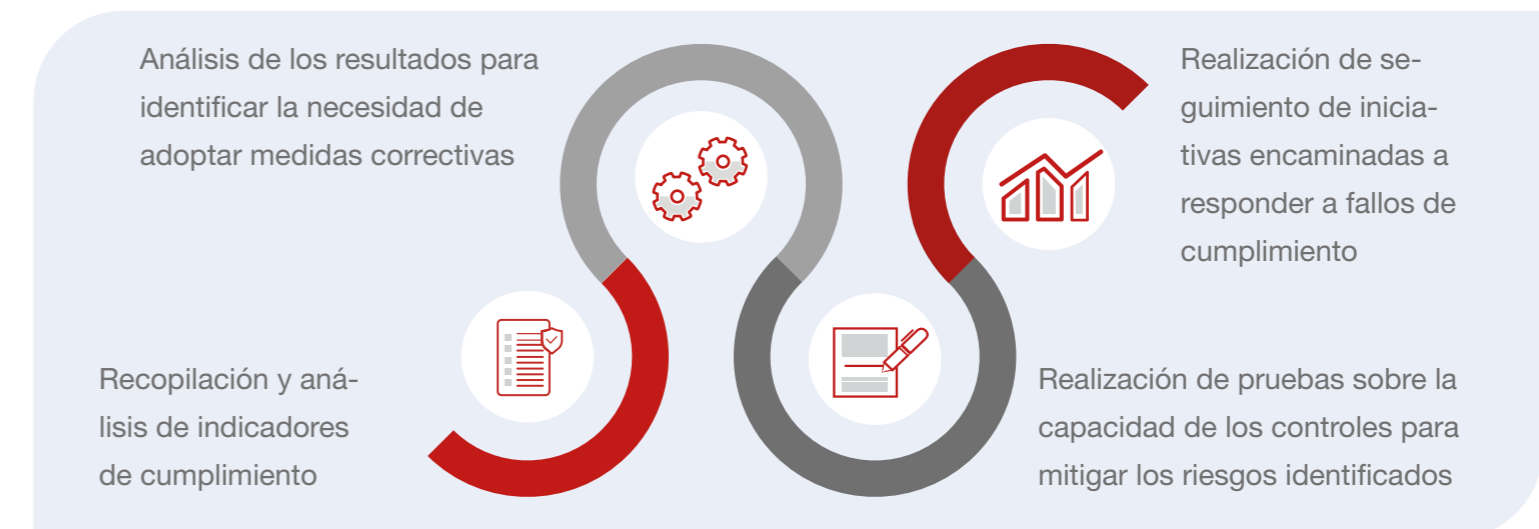 Análisis de los resultados para
identificar la necesidad de
adoptar medidas correctivas
Realización de se-
guimiento de inicia-
tivas encaminadas a
responder a fallos de
cumplimiento
Recopilación y aná-
lisis de indicadores
de cumplimiento
Realización de pruebas sobre la
capacidad de los controles para
mitigar los riesgos identificados